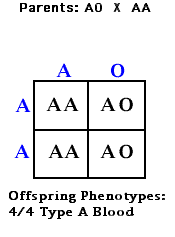 Parents: AO X AA
A O
A AA AO
A AA AO
Offspring Phenotypes:
4/4 Type A Blood